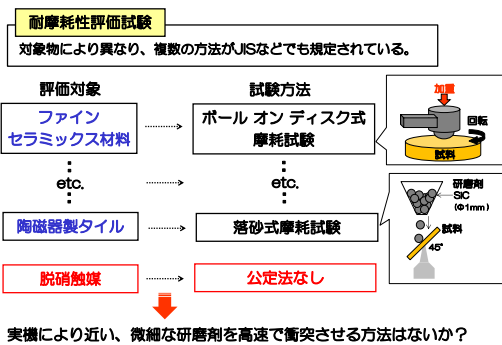 耐摩耗性評価試験
対象物により異なり、複数の方法がJISなどでも規定されている。
評価対象
試験方法
ファイン
セラミックス材料
ボール オン ディスク式
摩耗試験
加重
回転
試料
etc.
etc.
研磨剤
SiC
(Φ1mm)
試料
45°
陶磁器製タイル
落砂式摩耗試験
脱硝触媒
公定法なし
実機により近い、微細な研磨剤を高速で衝突させる方法はないか？